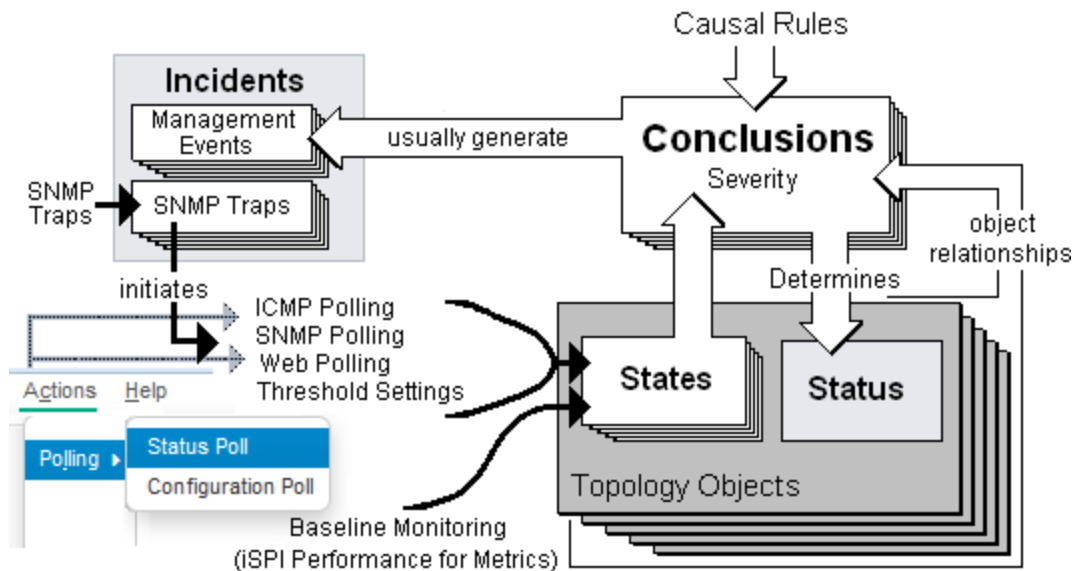 Causal Rules
Incidents
Management
Events
usually generate
Conclusions
Severity
SNMP
Traps
SNMP Traps
object
relationships
initiates
Determines
ICMP Polling
SNMP Polling
Web Polling
Threshold Settings
States
Status
Actions Help
Polling
Status Poll
Configuration Poll
Topology Objects
Baseline Monitoring
(iSPI Performance for Metrics)